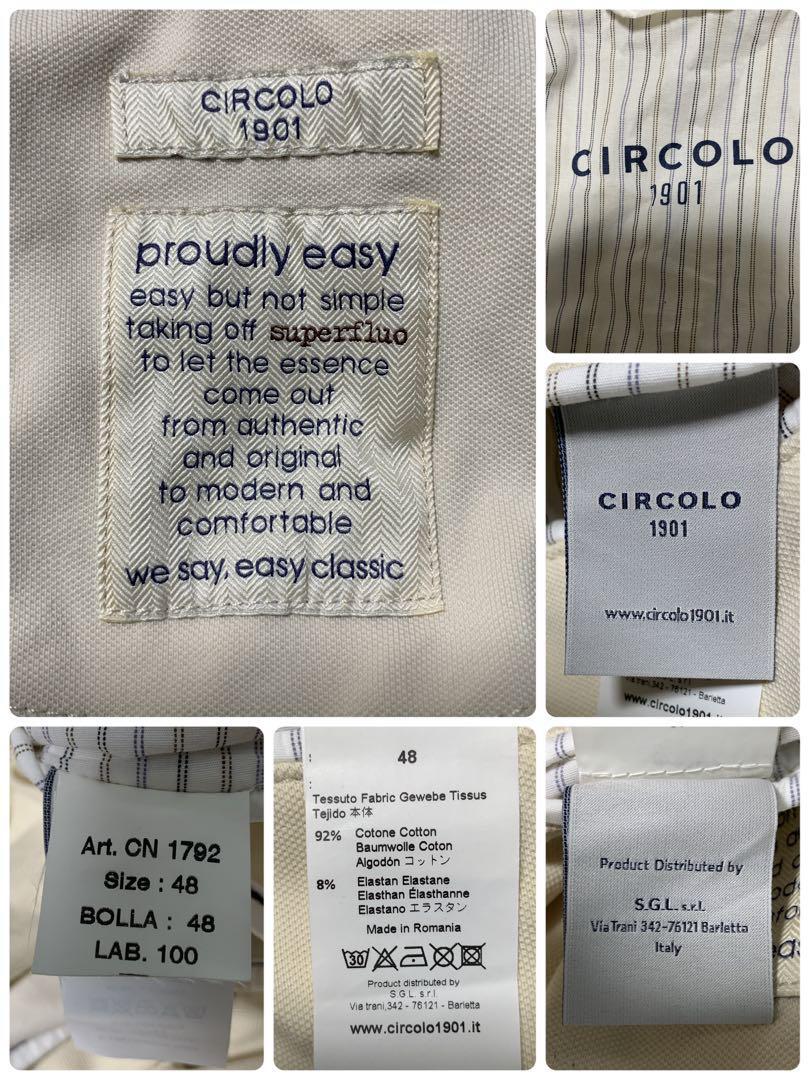 CIRCOLO
1901
proudly easy
easy but not simple
taking off superfluo
to let the essence
come out
from authentic
and original
to modern and
comfortable
we say, easy classic
CIRCOLO
1901
CIRCOLO
1901
www.circolo1901.it
342 - 76121 - Barletta
www.circolo1901.it
Art. CN 1792
Size : 48
BOLLA : 48
LAB. 100
48
Tessuto Fabric Gewebe Tissus
Tejido 本体
92% Cotone Cotton
Baumwolle Coton
Algodón コットン
8% Elastan Elastane
Elasthan Élasthanne
Elastano エラスタン
Made in Romania
30
Product distributed by
S.G.L. s.r.l.
Via trani,342 - 76121 - Barletta
www.circolo1901.it
Product Distributed by
S.G.L. s.r.l.
Via Trani 342-76121 Barletta
Italy